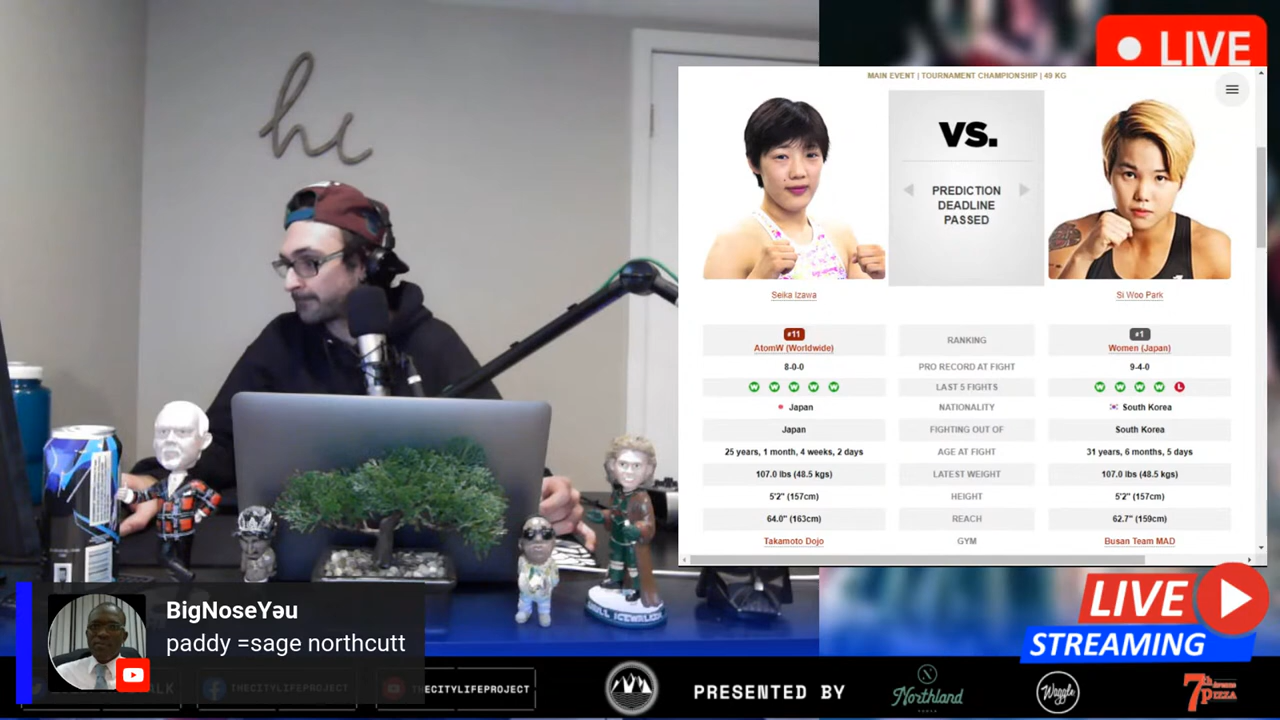 hi
LIVE
MAIN EVENT | TOURNAMENT CHAMPIONSHIP | 49 KG
VS.
PREDICTION
DEADLINE
PASSED
Seika Izawa
Si Woo Park
#11
AtomW (Worldwide)
RANKING
#1
Women (Japan)
8-0-0
PRO RECORD AT FIGHT
9-4-0
W W W W W
LAST 5 FIGHTS
W W W W L
Japan
NATIONALITY
South Korea
Japan
FIGHTING OUT OF
South Korea
25 years, 1 month, 4 weeks, 2 days
AGE AT FIGHT
31 years, 6 months, 5 days
107.0 lbs (48.5 kgs)
LATEST WEIGHT
107.0 lbs (48.5 kgs)
5'2" (157cm)
HEIGHT
5'2" (157cm)
64.0" (163cm)
REACH
62.7" (159cm)
Takamoto Dojo
GYM
Busan Team MAD
BigNoseYəu
paddy =sage northcutt
LIVE
STREAMING
THECITYLIFEPROJECT
THECITYLIFEPROJECT
PRESENTED BY
Northland
Waggle
7th
PIZZA